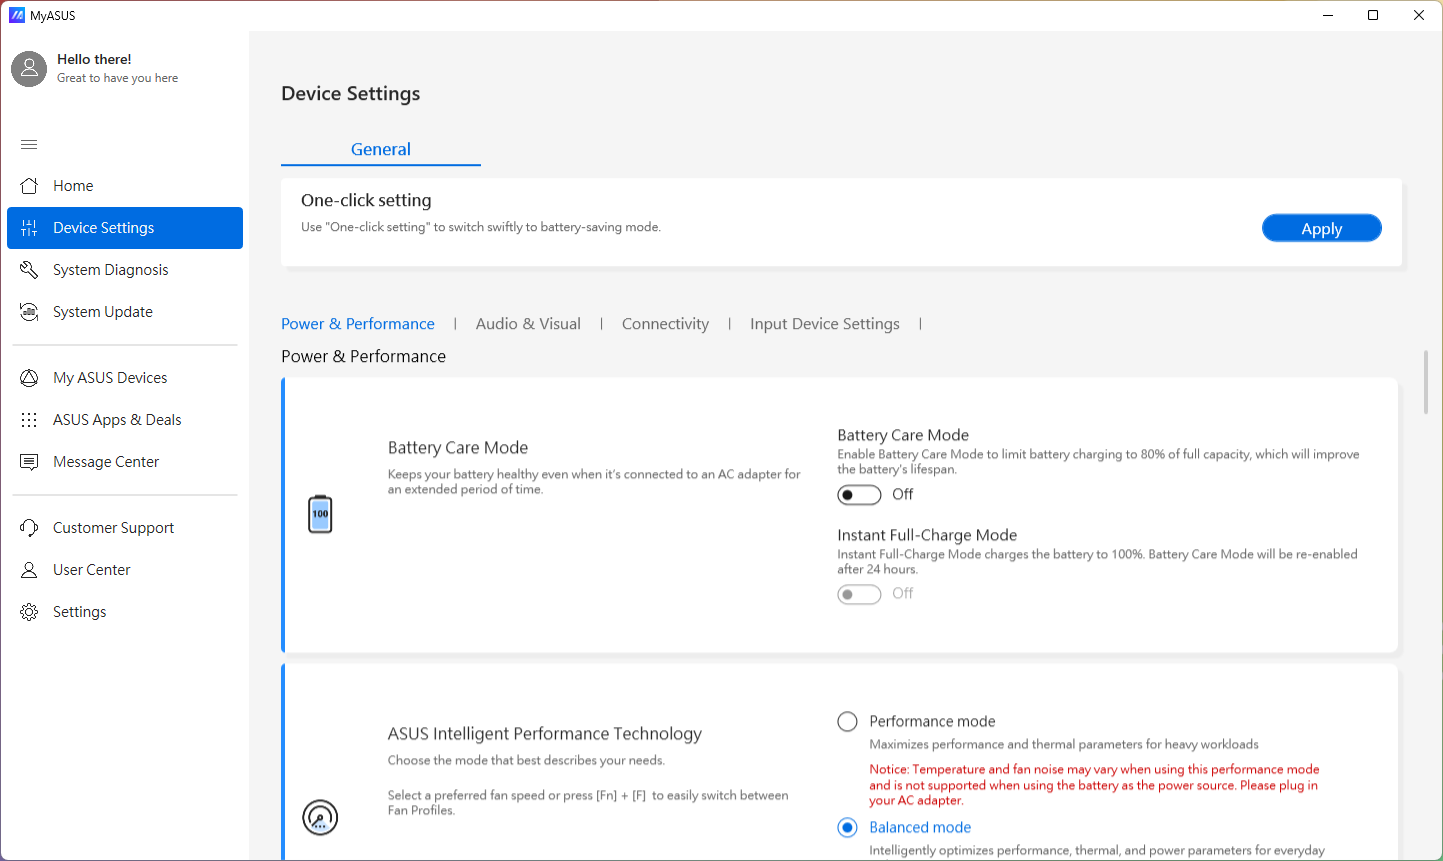 MyASUS
Hello there!
Great to have you here
Home
Device Settings
System Diagnosis
System Update
My ASUS Devices
ASUS Apps & Deals
Message Center
Customer Support
User Center
Settings
Device Settings
General
One-click setting
Use "One-click setting" to switch swiftly to battery-saving mode.
Apply
Power & Performance | Audio & Visual | Connectivity | Input Device Settings |
Power & Performance
100
Battery Care Mode
Keeps your battery healthy even when it's connected to an AC adapter for
an extended period of time.
Battery Care Mode
Enable Battery Care Mode to limit battery charging to 80% of full capacity, which will improve
the battery's lifespan.
Off
Instant Full-Charge Mode
Instant Full-Charge Mode charges the battery to 100%. Battery Care Mode will be re-enabled
after 24 hours.
Off
ASUS Intelligent Performance Technology
Choose the mode that best describes your needs.
Select a preferred fan speed or press [Fn] + [F] to easily switch between
Fan Profiles.
Performance mode
Maximizes performance and thermal parameters for heavy workloads
Notice: Temperature and fan noise may vary when using this performance mode
and is not supported when using the battery as the power source. Please plug in
your AC adapter.
Balanced mode
Intelligently optimizes performance, thermal, and power parameters for everyday